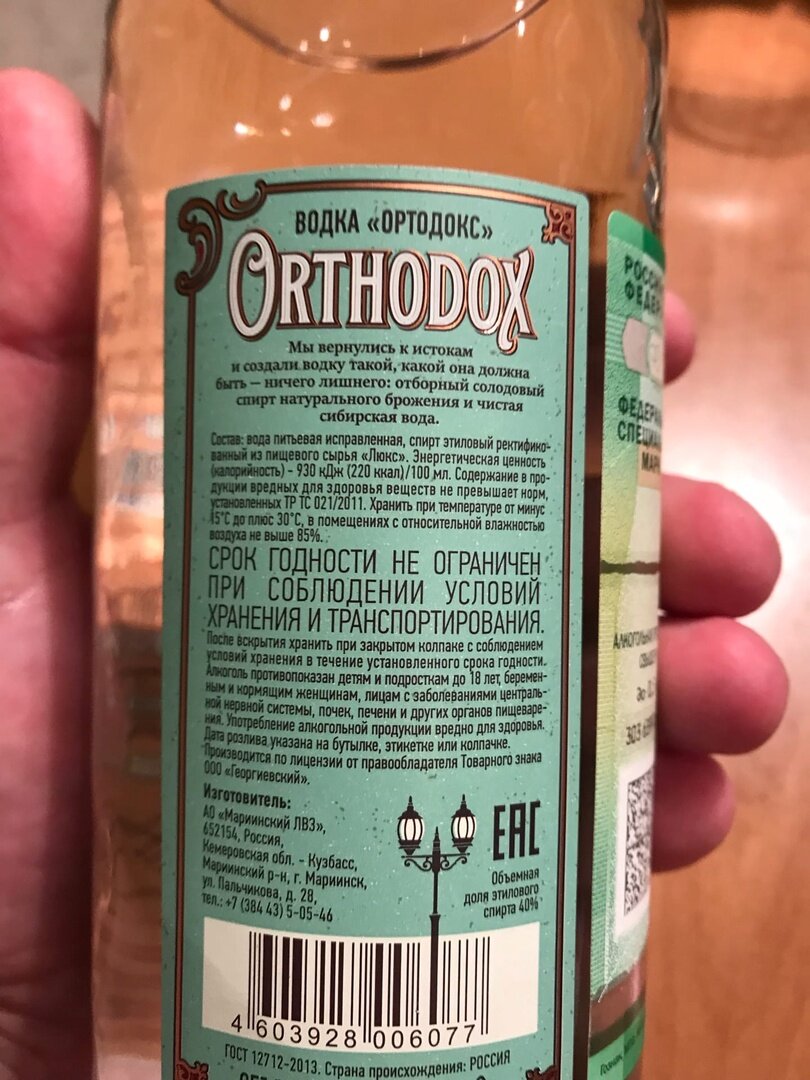 ВОДКА «ОРТОДОКС»
ORTHODOX
Мы вернулись к истокам
и создали водку такой, какой она должна
быть – ничего лишнего: отборный солодовый
спирт натурального брожения и чистая
сибирская вода.
Состав: вода питьевая исправленная, спирт этиловый ректифико-
ванный из пищевого сырья «Люкс». Энергетическая ценность
(калорийность) - 930 кДж (220 ккал)/100 мл. Содержание в про-
дукции вредных для здоровья веществ не превышает норм,
установленных ТР ТС 021/2011. Хранить при температуре от минус
15°С до плюс 30°С, в помещениях с относительной влажностью
воздуха не выше 85%.
СРОК ГОДНОСТИ НЕ ОГРАНИЧЕН
ПРИ СОБЛЮДЕНИИ УСЛОВИЙ
ХРАНЕНИЯ И ТРАНСПОРТИРОВАНИЯ.
После вскрытия хранить при закрытом колпаке с соблюдением
условий хранения в течение установленного срока годности.
Алкоголь противопоказан детям и подросткам до 18 лет, беремен-
ным и кормящим женщинам, лицам с заболеваниями централь-
ной нервной системы, почек, печени и других органов пищеваре-
ния. Употребление алкогольной продукции вредно для здоровья.
Дата розлива указана на бутылке, этикетке или колпачке.
Производится по лицензии от правообладателя Товарного знака
ООО «Георгиевский».
Изготовитель:
АО «Мариинский ЛВЗ»,
652154, Россия,
Кемеровская обл. - Кузбасс,
Мариинский р-н, г. Мариинск,
ул. Пальчикова, д. 28,
тел.: +7 (384 43) 5-05-46
ЕАС
Объемная
доля этилового
спирта 40%
4 603928 006077
ГОСТ 12712-2013. Страна происхождения: РОССИЯ